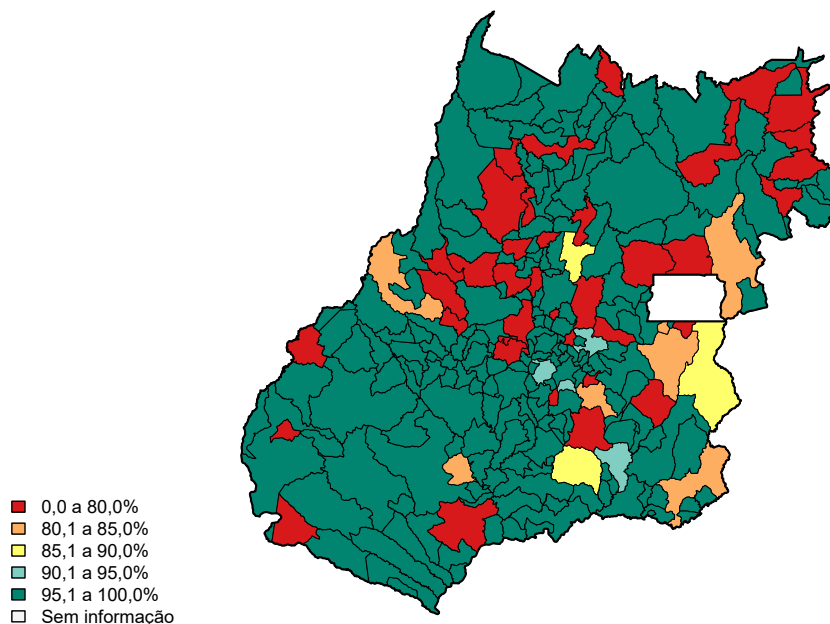 0,0 a 80,0%
80,1 a 85,0%
85,1 a 90,0%
90,1 a 95,0%
95,1 a 100,0%
Sem informação